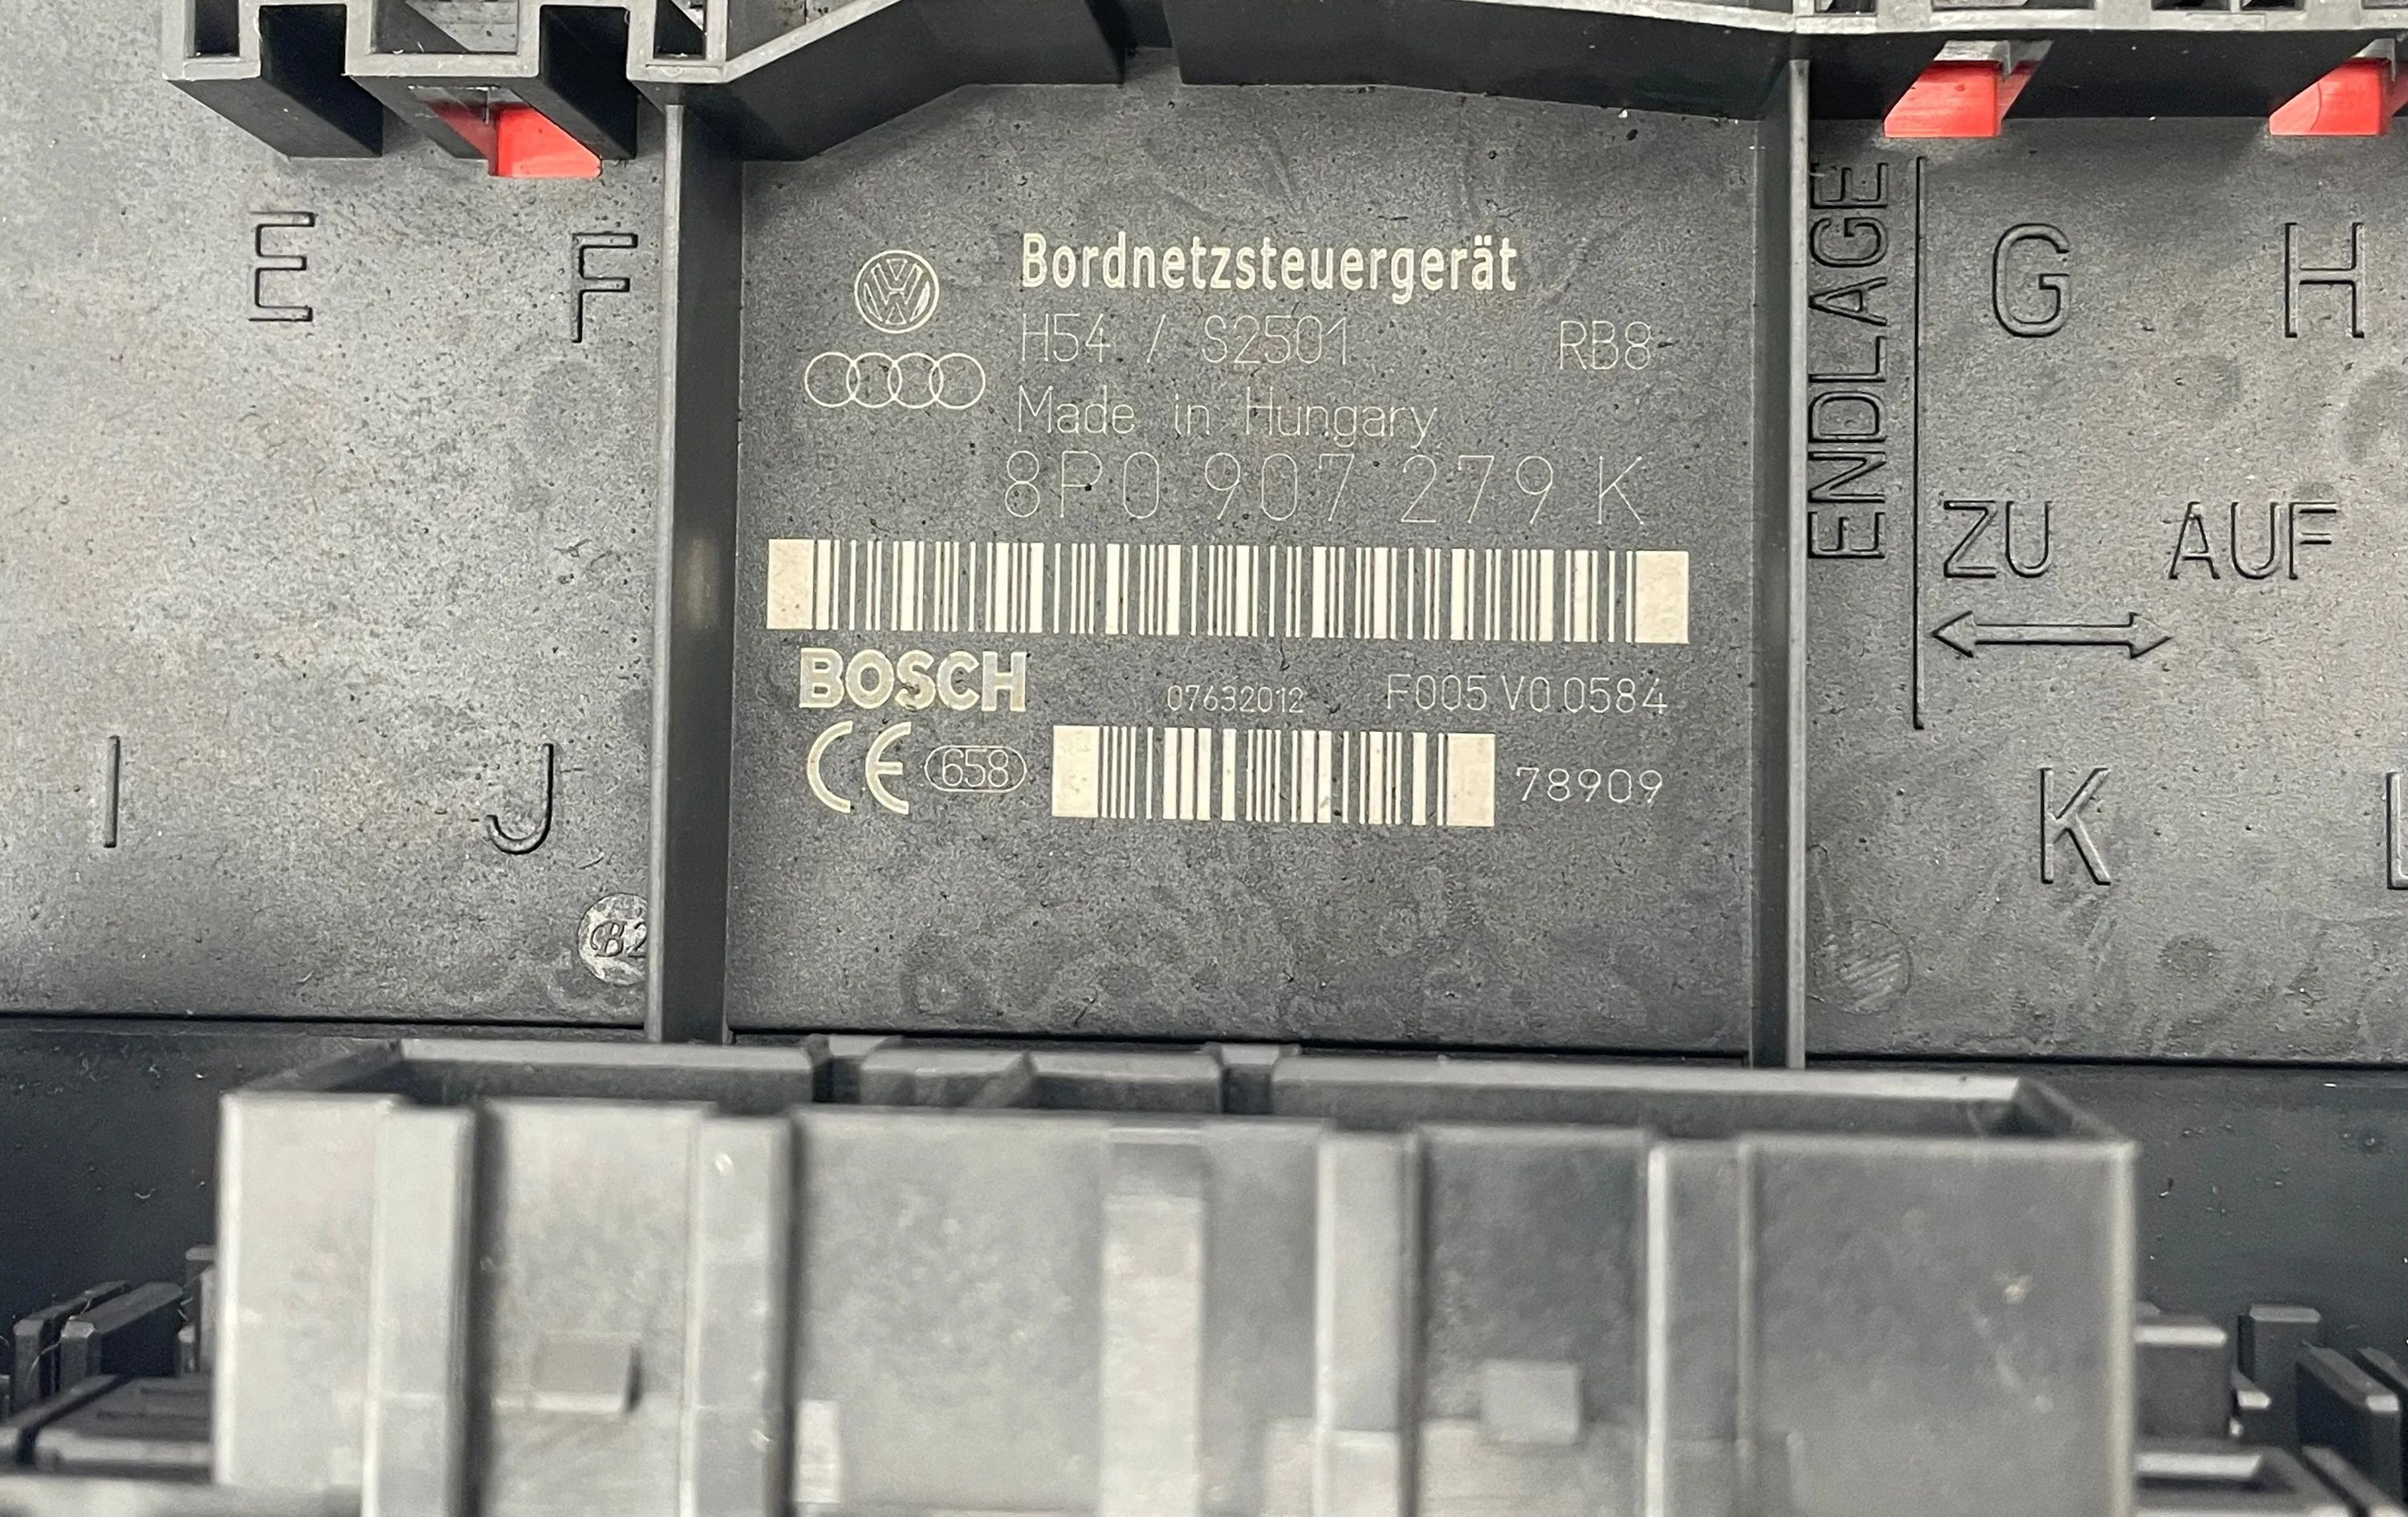 E F
Bordnetzsteuergerät
H54 / S2501 RB8
Made in Hungary
8P0 907 279 K
BOSCH 07632012 F005 V0 0584
CE 658 78909
ENDLAGE
G H
ZU AUF
I J
K L